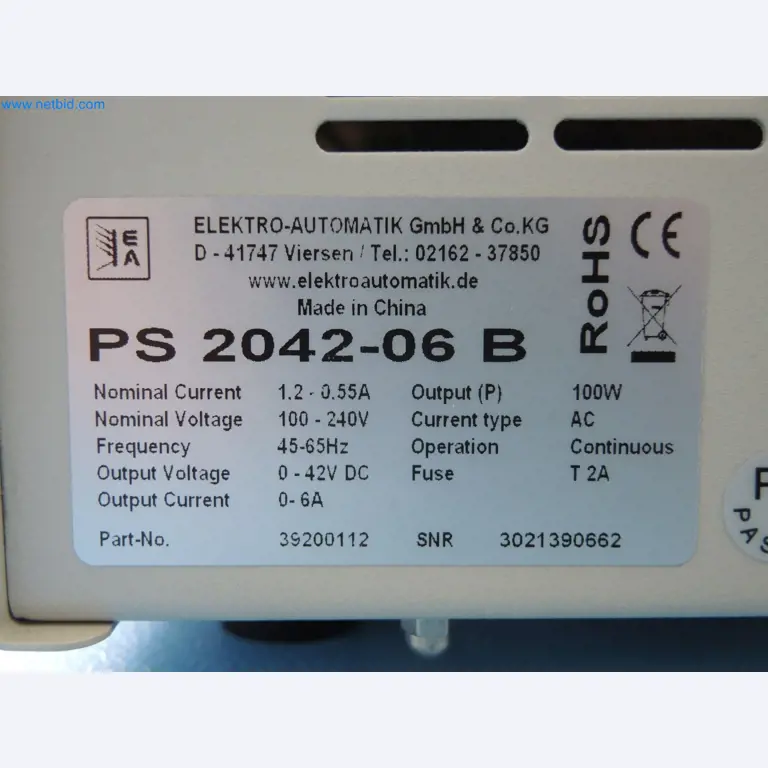 www.netbid.com
EA
ELEKTRO-AUTOMATIK GmbH & Co.KG
D - 41747 Viersen / Tel.: 02162 - 37850
www.elektroautomatik.de
Made in China
RoHS
CE
PS 2042-06 B
Nominal Current 1.2 - 0.55A Output (P) 100W
Nominal Voltage 100 - 240V Current type AC
Frequency 45-65Hz Operation Continuous
Output Voltage 0 - 42V DC Fuse T 2A
Output Current 0- 6A
Part-No. 39200112 SNR 3021390662